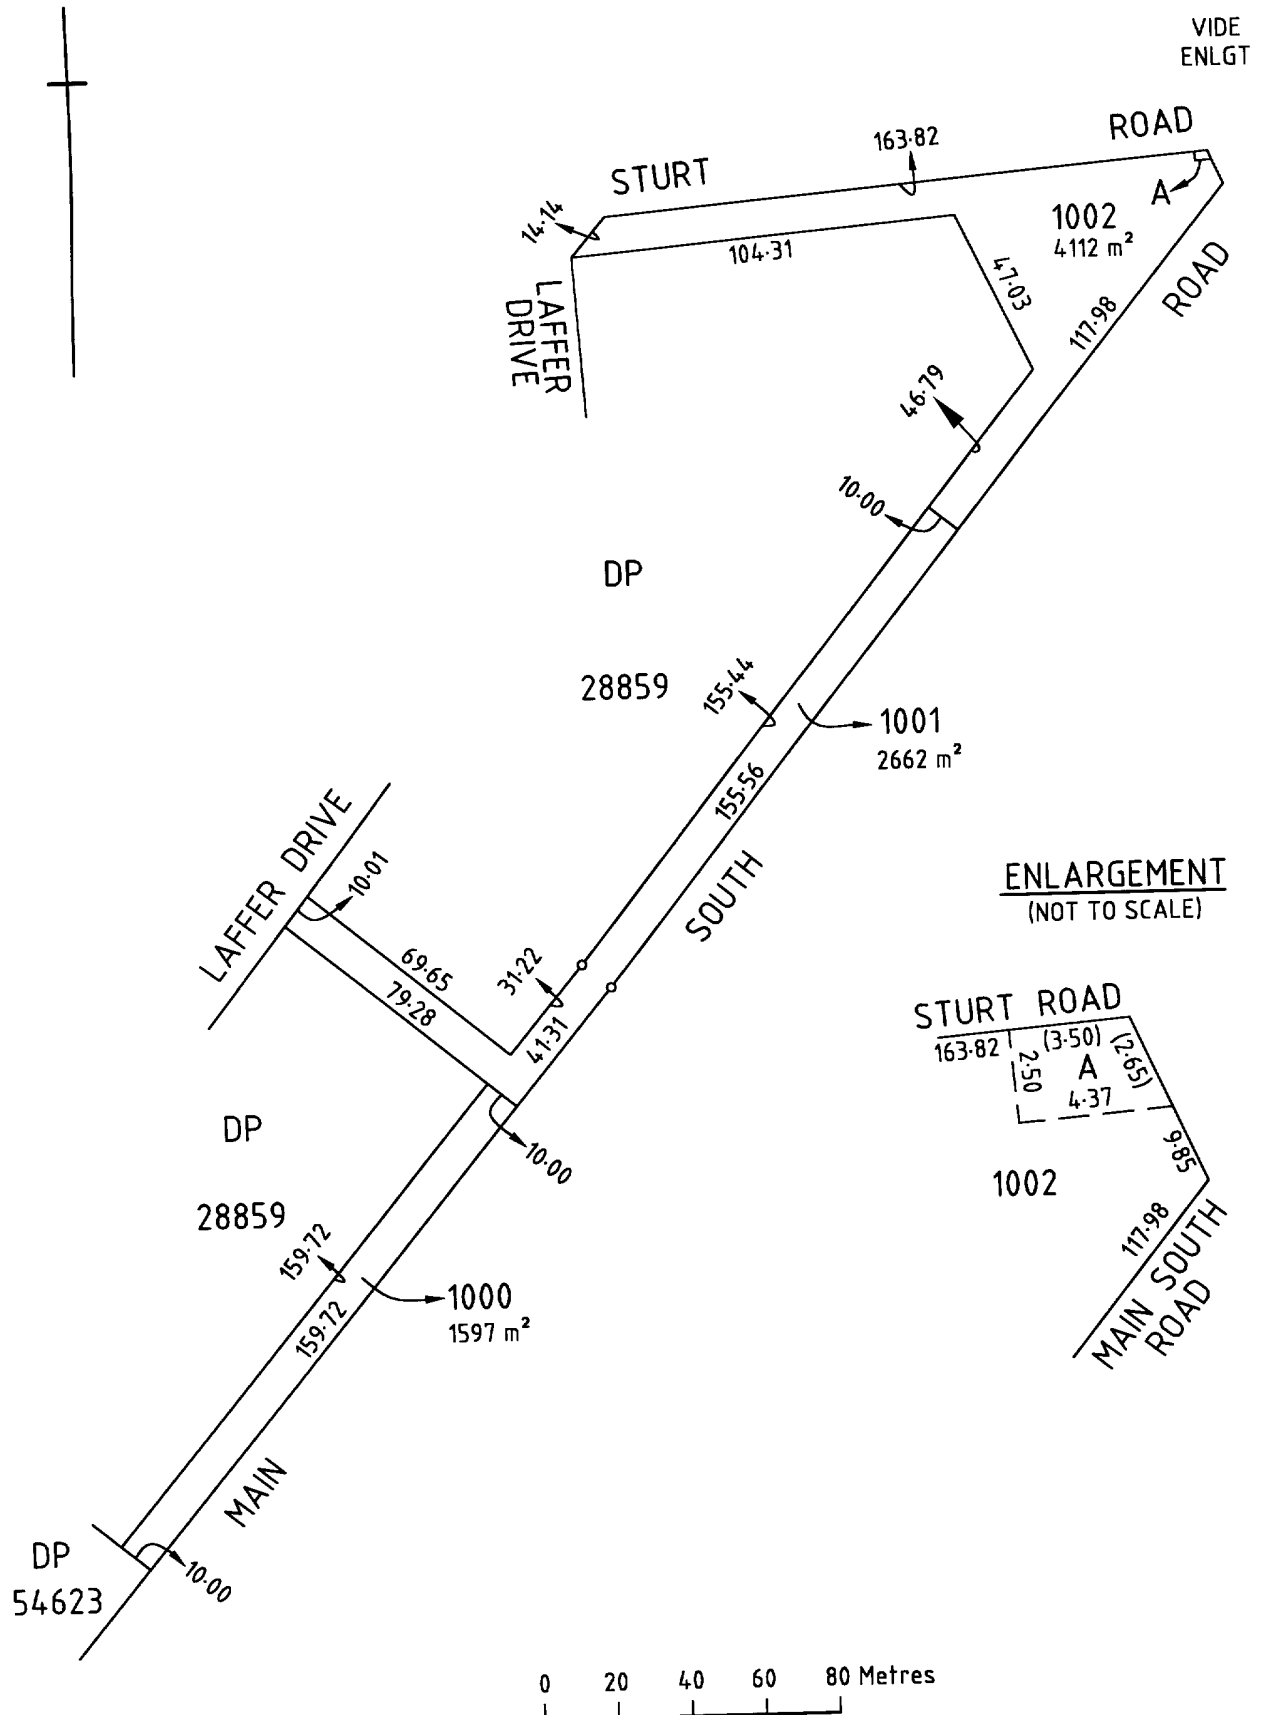 VIDE
ENLGT
STURT
163·82
ROAD
14·14
A
1002
4112 m²
104·31
47·03
LAFFER
DRIVE
ROAD
117·98
46·79
10·00
DP
28859
155·44
1001
2662 m²
155·56
LAFFER DRIVE
10·01
SOUTH
69·65
79·28
31·22
41·31
ENLARGEMENT
(NOT TO SCALE)
STURT ROAD
163·82
(3·50)
(2·65)
2·50
A
4·37
9·85
1002
117·98
MAIN SOUTH
ROAD
DP
28859
10·00
159·72
159·72
1000
1597 m²
MAIN
DP
54623
10·00
0 20 40 60 80 Metres